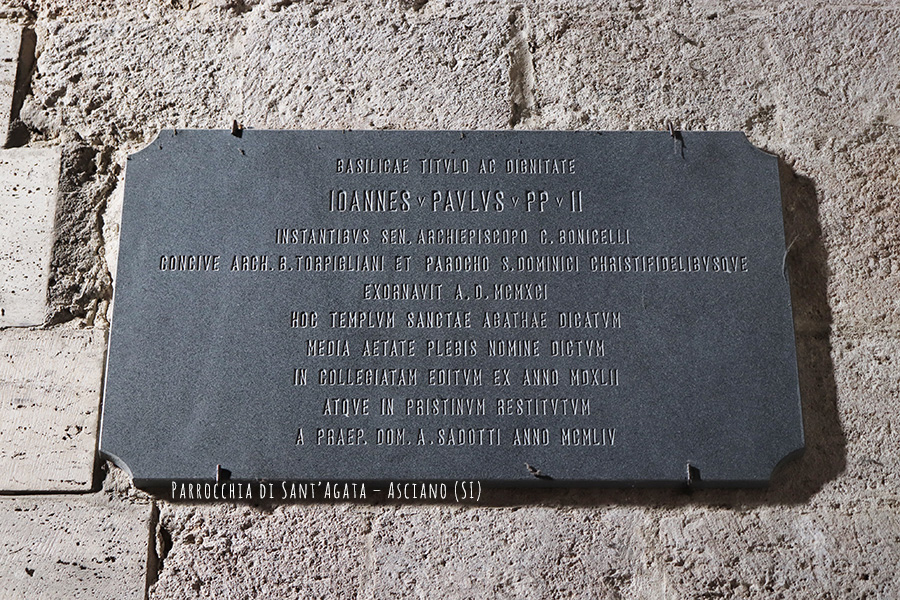 BASILICAE TITVLO AC DIGNITATE
IOANNES v PAVLVS v PP v II
INSTANTIBVS SEN. ARCHIEPISCOPO C. BONICELLI
CONCIVE ARCH. B. TORPIGLIANI ET PAROCHO S. DOMINICI CHRISTIFIDELIBVSQVE
EXORNAVIT A. D. MCMXCI
HOC TEMPLVM SANCTAE AGATHAE DICATVM
MEDIA AETATE PLEBIS NOMINE DICTVM
IN COLLEGIATAM EDITVM EX ANNO MDXLII
ATQVE IN PRISTINVM RESTITVTVM
A PRAEP. DOM. A. SADOTTI ANNO MCMLIV
PARROCCHIA DI SANT'AGATA – ASCIANO (SI)